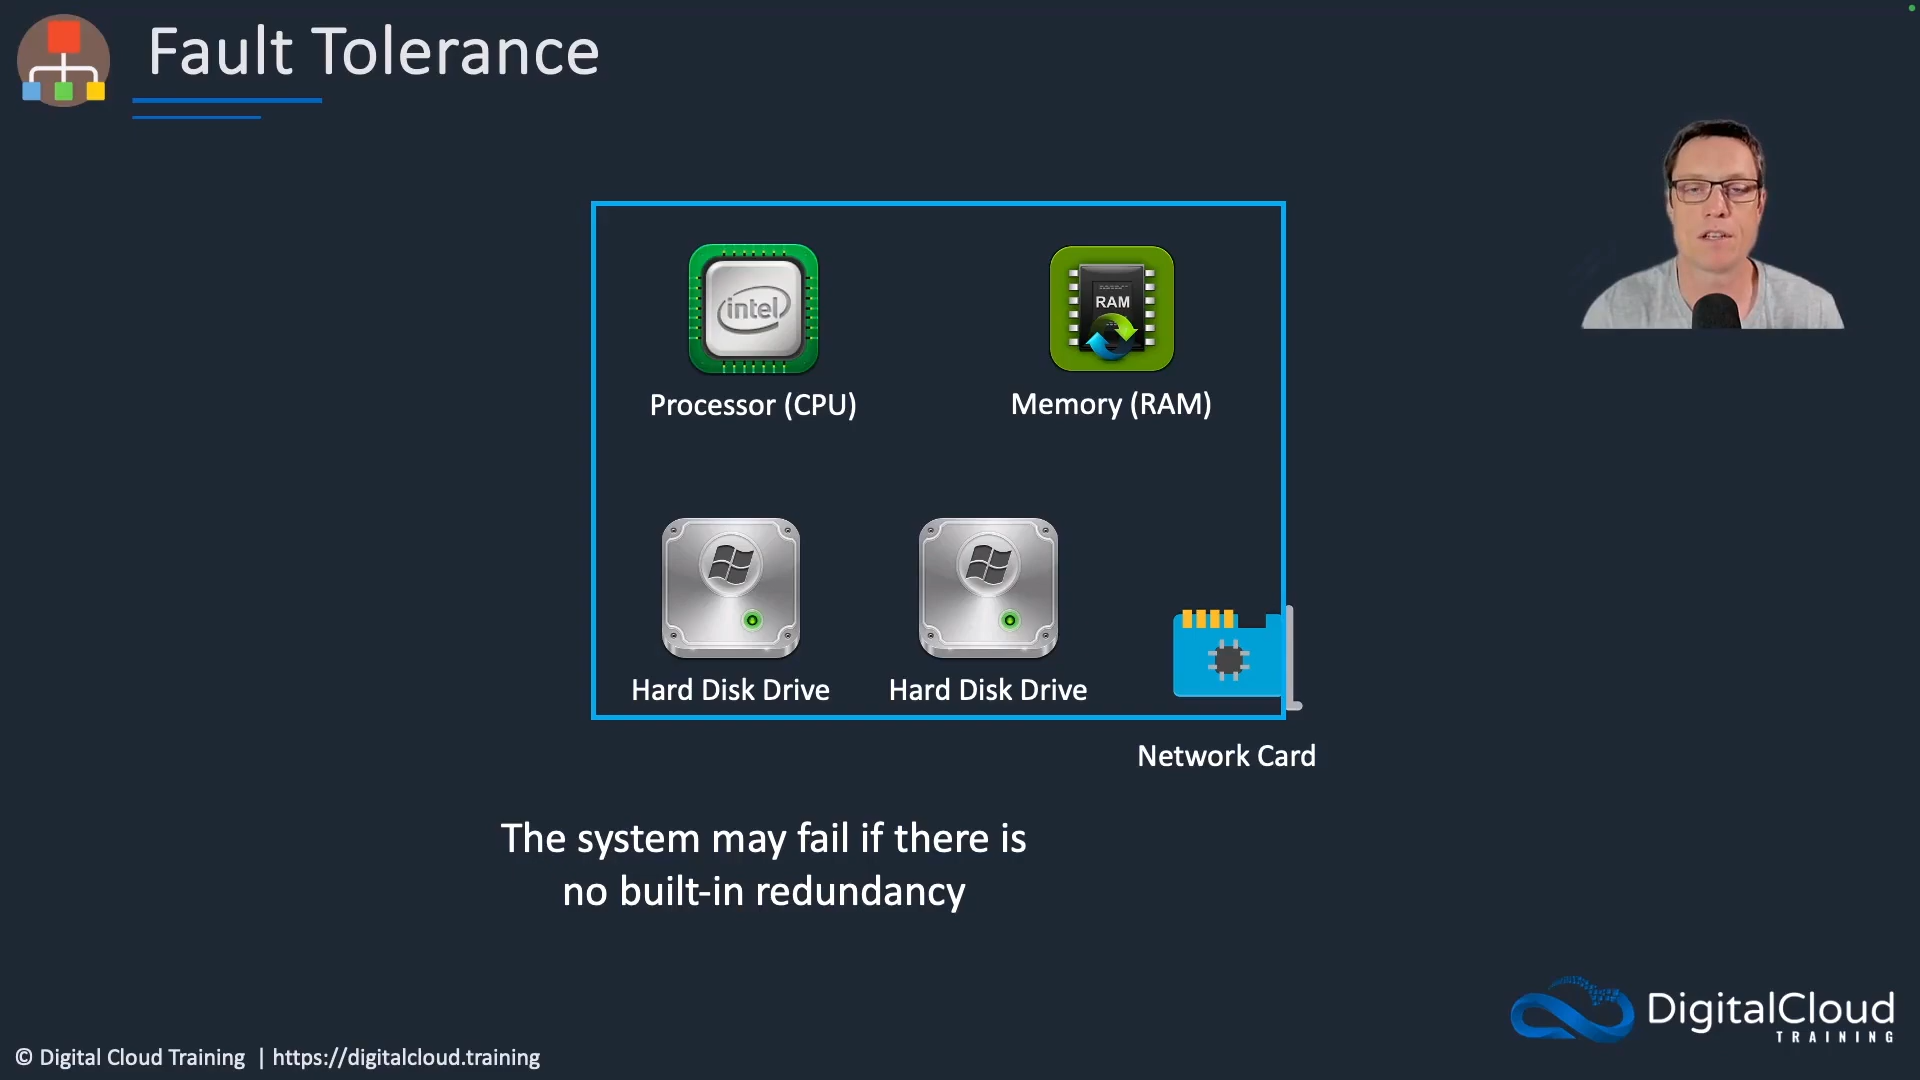 Fault Tolerance
intel
RAM
Processor (CPU)
Memory (RAM)
Hard Disk Drive
Hard Disk Drive
Network Card
The system may fail if there is
no built-in redundancy
DigitalCloud
TRAINING
© Digital Cloud Training | https://digitalcloud.training